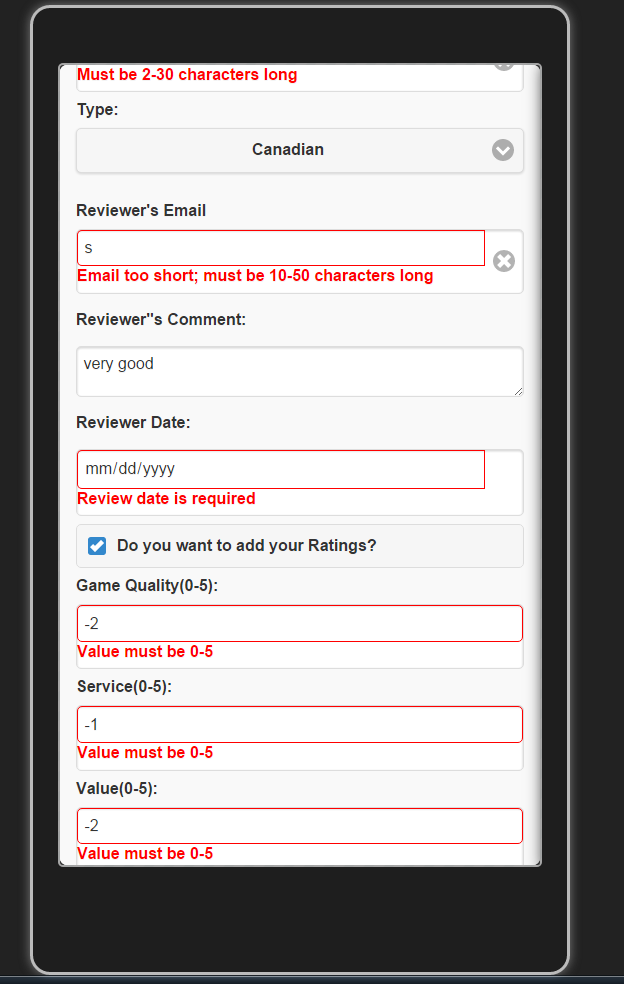 Must be 2-30 characters long
Type:
Canadian
Reviewer's Email
s
Email too short; must be 10-50 characters long
Reviewer"s Comment:
very good
Reviewer Date:
mm/dd/yyyy
Review date is required
Do you want to add your Ratings?
Game Quality(0-5):
-2
Value must be 0-5
Service(0-5):
-1
Value must be 0-5
Value(0-5):
-2
Value must be 0-5